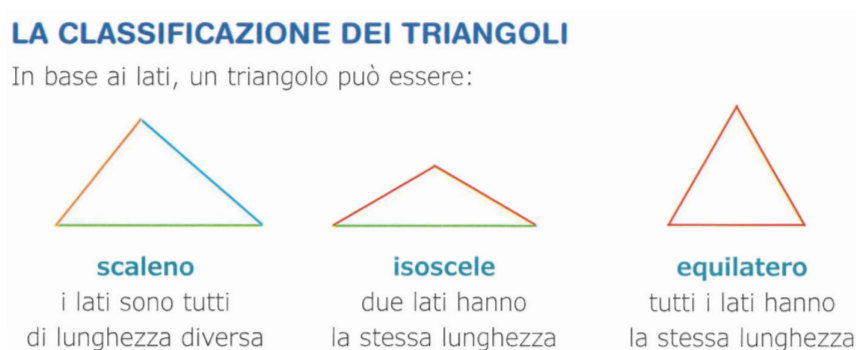 LA CLASSIFICAZIONE DEI TRIANGOLI
In base ai lati, un triangolo può essere:
scaleno
i lati sono tutti
di lunghezza diversa
isoscele
due lati hanno
la stessa lunghezza
equilatero
tutti i lati hanno
la stessa lunghezza